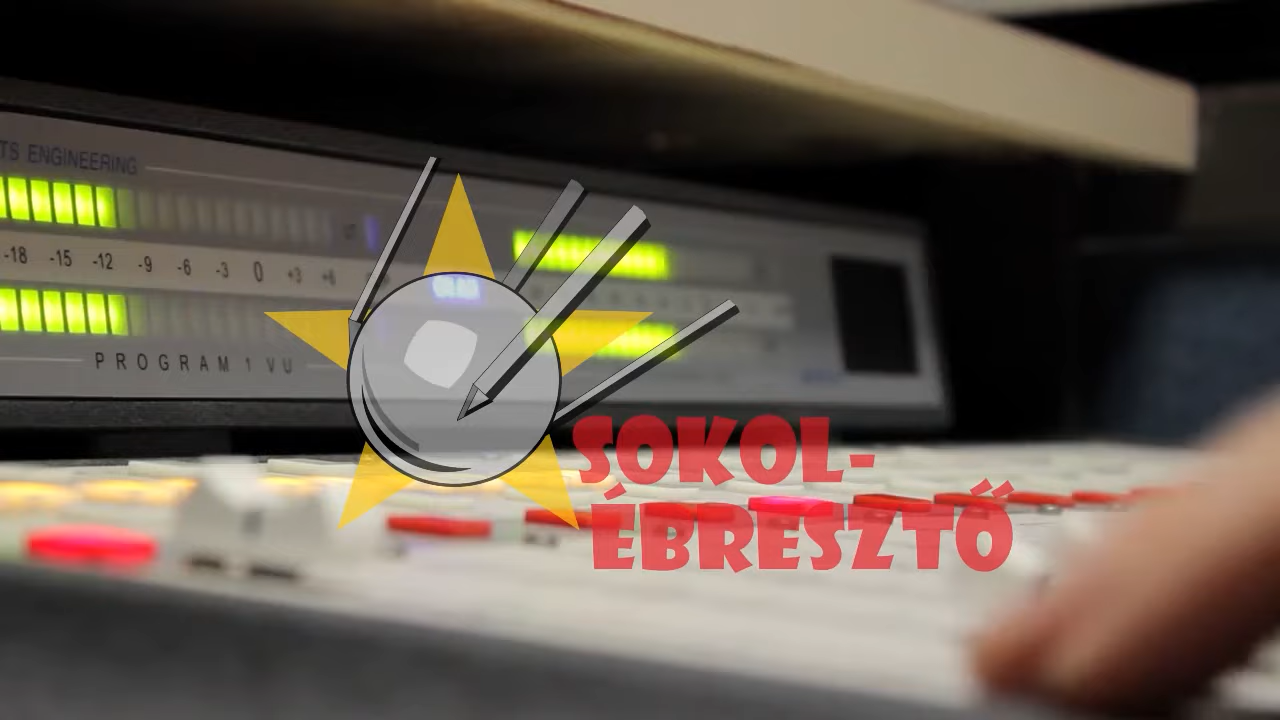 TS ENGINEERING
-18 -15 -12 -9 -6 -3 0 +3 +6
PROGRAM 1 VU
SOKOL-
ÉBRESZTŐ